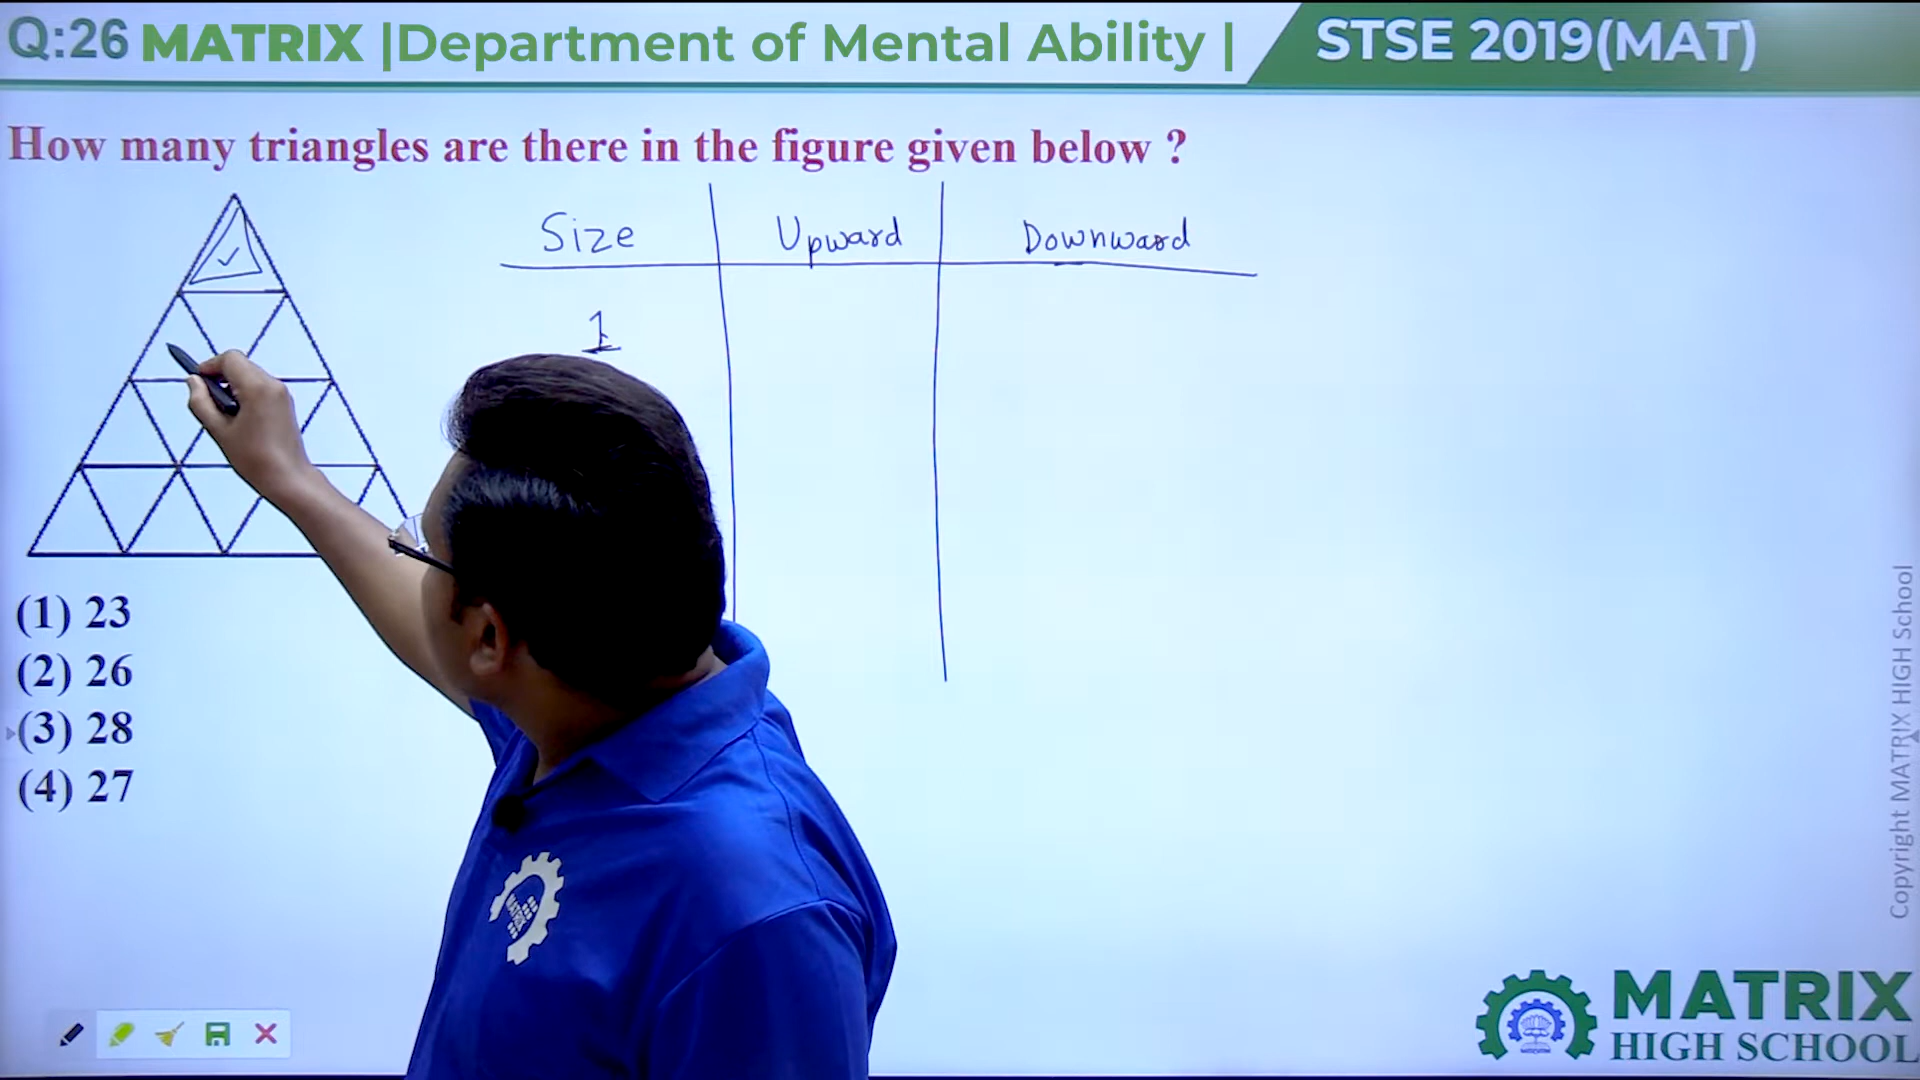 Q:26 MATRIX |Department of Mental Ability | STSE 2019(MAT)
How many triangles are there in the figure given below ?
Size Upward Downward
1
(1) 23
(2) 26
(3) 28
(4) 27
Copyright MATRIX HIGH School
MATRIX
HIGH SCHOOL